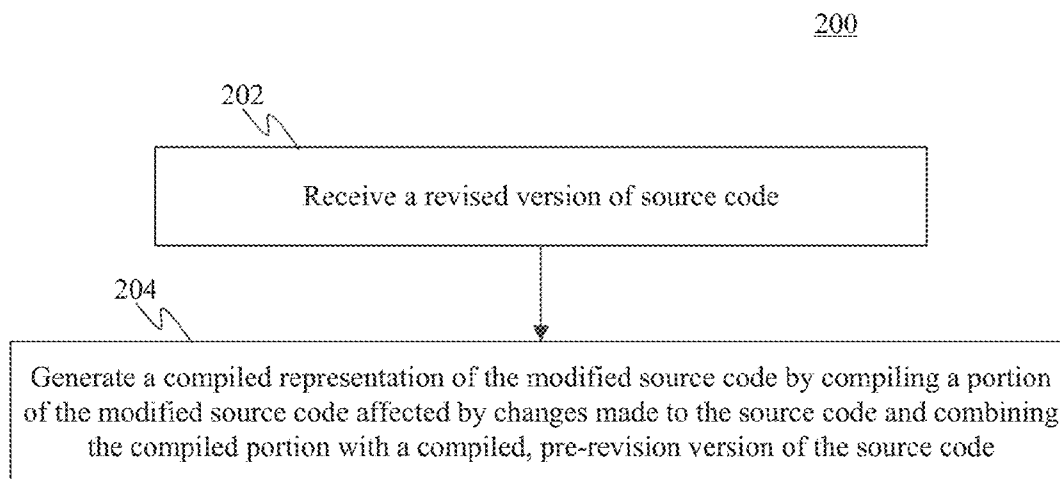 200
202
Receive a revised version of source code
204
Generate a compiled representation of the modified source code by compiling a portion
of the modified source code affected by changes made to the source code and combining
the compiled portion with a compiled, pre-revision version of the source code